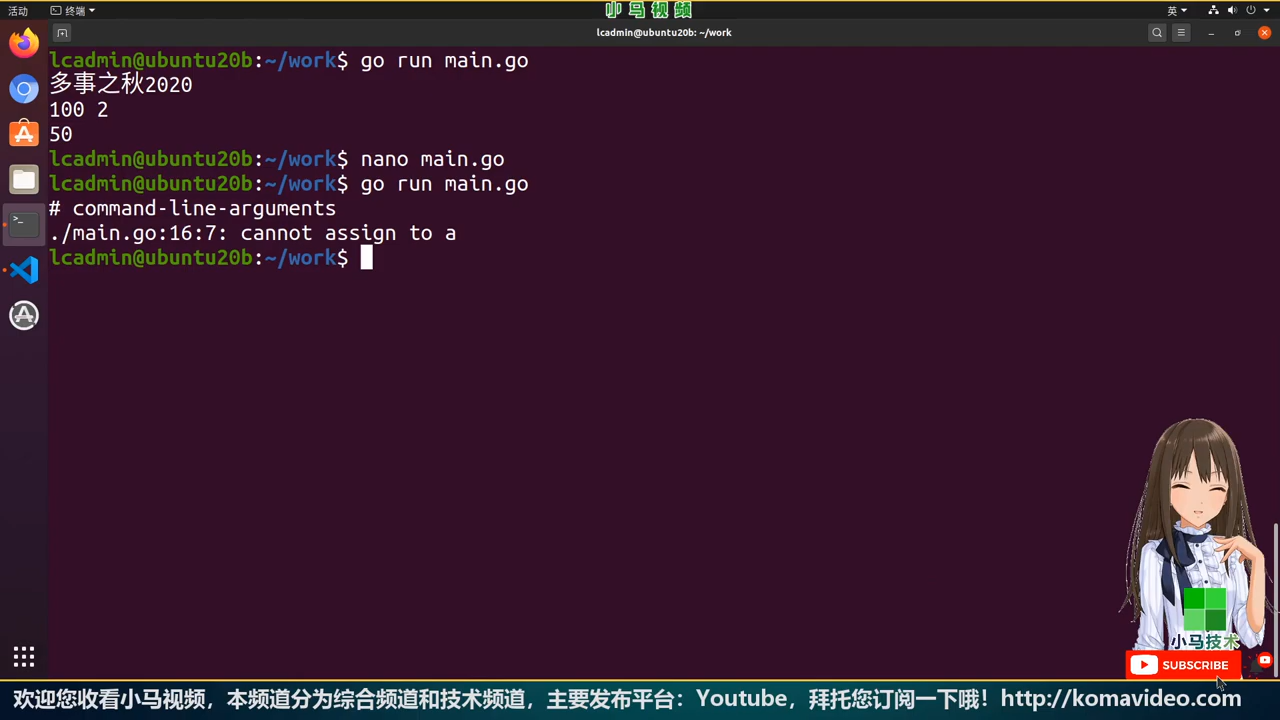 活动
终端
小马视频
英
lcadmin@ubuntu20b: ~/work
lcadmin@ubuntu20b:~/work$ go run main.go
多事之秋2020
100 2
50
lcadmin@ubuntu20b:~/work$ nano main.go
lcadmin@ubuntu20b:~/work$ go run main.go
# command-line-arguments
./main.go:16:7: cannot assign to a
lcadmin@ubuntu20b:~/work$
小马技术
SUBSCRIBE
欢迎您收看小马视频，本频道分为综合频道和技术频道，主要发布平台：Youtube，拜托您订阅一下哦！http://komavideo.com